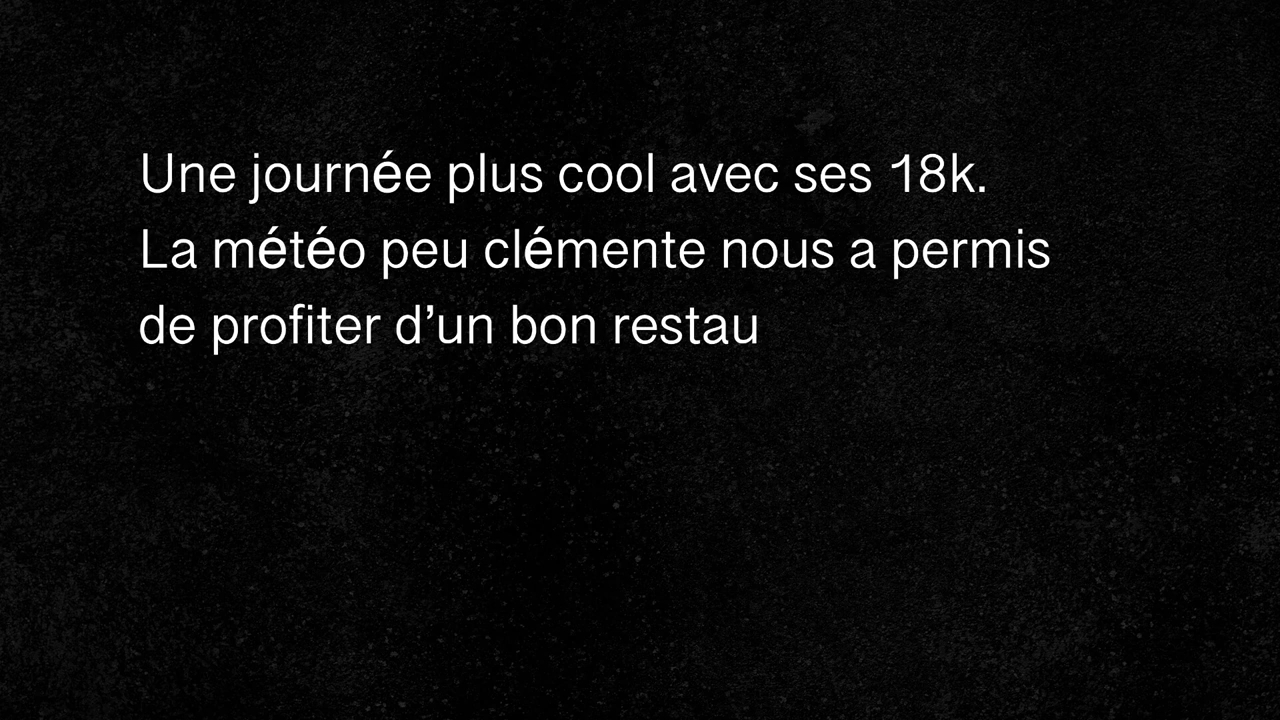 Une journée plus cool avec ses 18k.
La météo peu clémente nous a permis
de profiter d’un bon restau